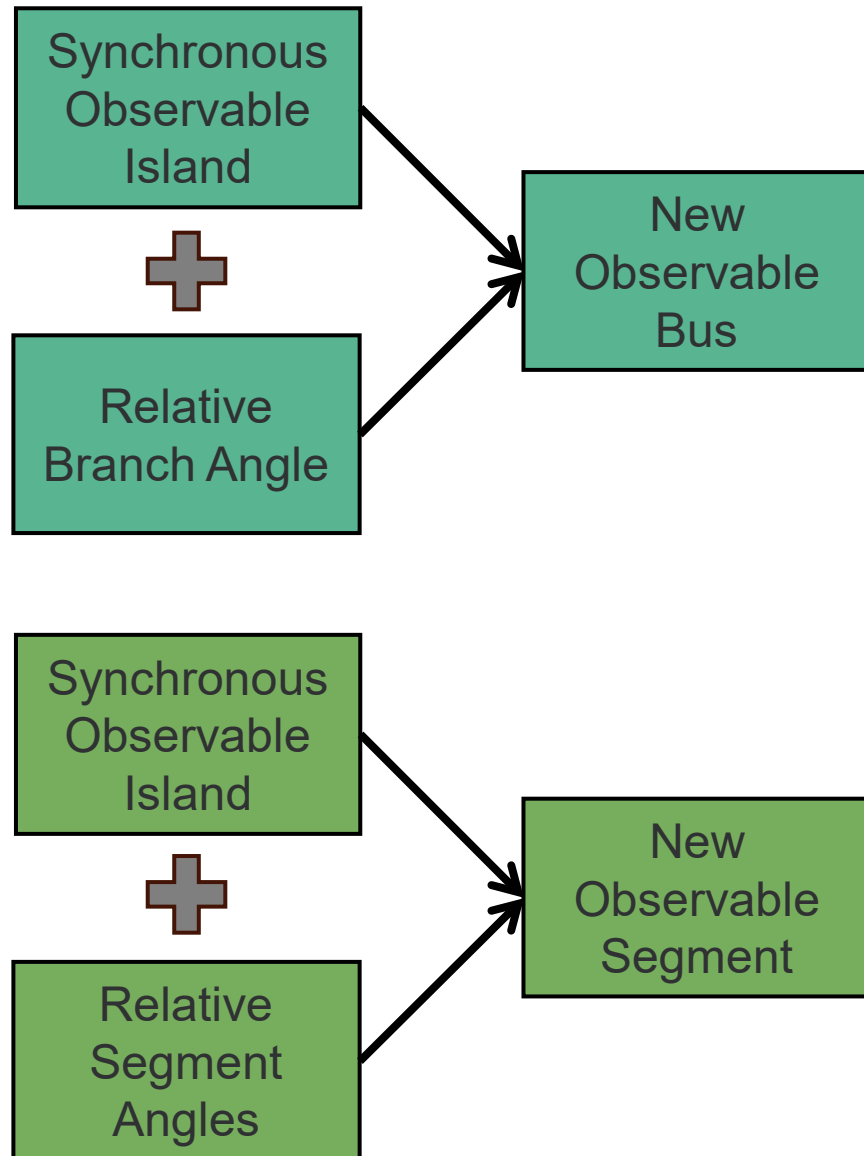 Synchronous
Observable
Island
New
Observable
Bus
Relative
Branch Angle
Synchronous
Observable
Island
New
Observable
Segment
Relative
Segment
Angles